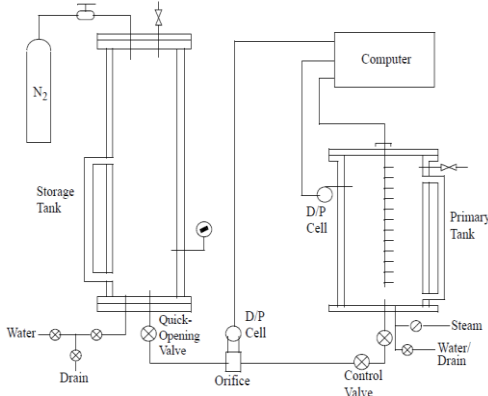 N2
Computer
Storage
Tank
D/P
Cell
Primary
Tank
Water
Drain
Quick-
Opening
Valve
D/P
Cell
Orifice
Control
Valve
Steam
Water/
Drain